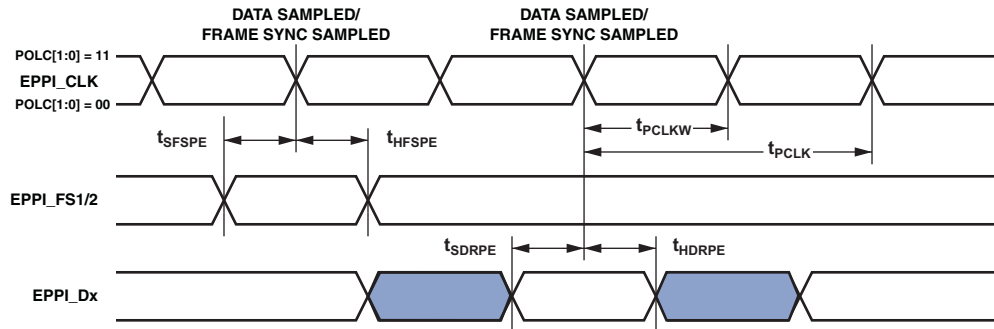 DATA SAMPLED/
FRAME SYNC SAMPLED
DATA SAMPLED/
FRAME SYNC SAMPLED
POLC[1:0] = 11
EPPI_CLK
POLC[1:0] = 00
tSFSPE
tHFSPE
tPCLKW
tPCLK
EPPI_FS1/2
tSDRPE
tHDRPE
EPPI_Dx